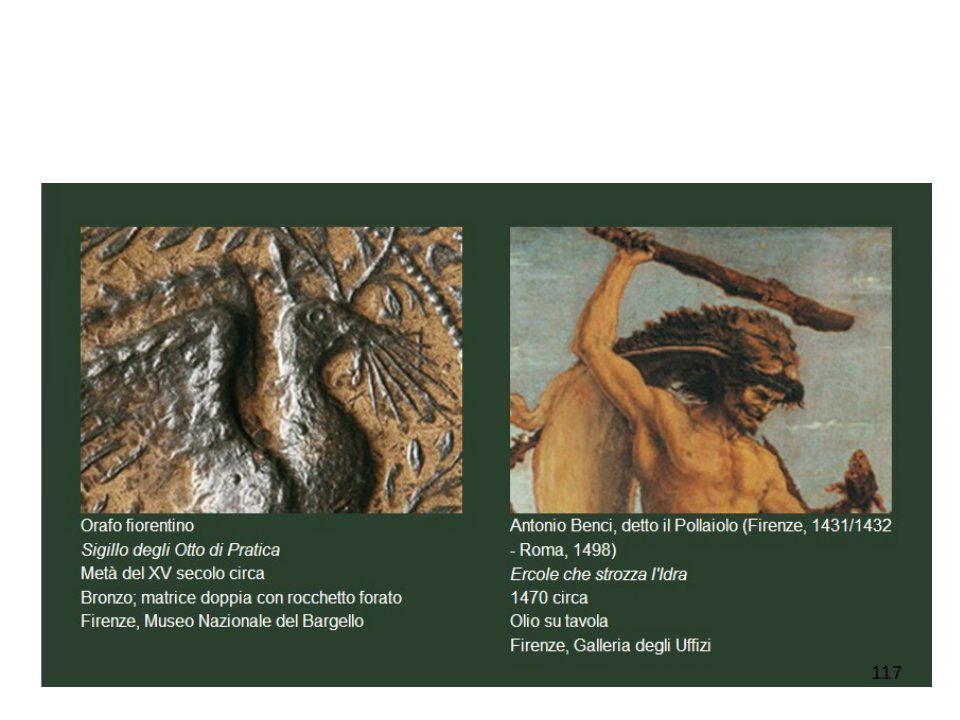 Orafo fiorentino
Sigillo degli Otto di Pratica
Metà del XV secolo circa
Bronzo; matrice doppia con rocchetto forato
Firenze, Museo Nazionale del Bargello
Antonio Benci, detto il Pollaiolo (Firenze, 1431/1432
- Roma, 1498)
Ercole che strozza l'Idra
1470 circa
Olio su tavola
Firenze, Galleria degli Uffizi
117